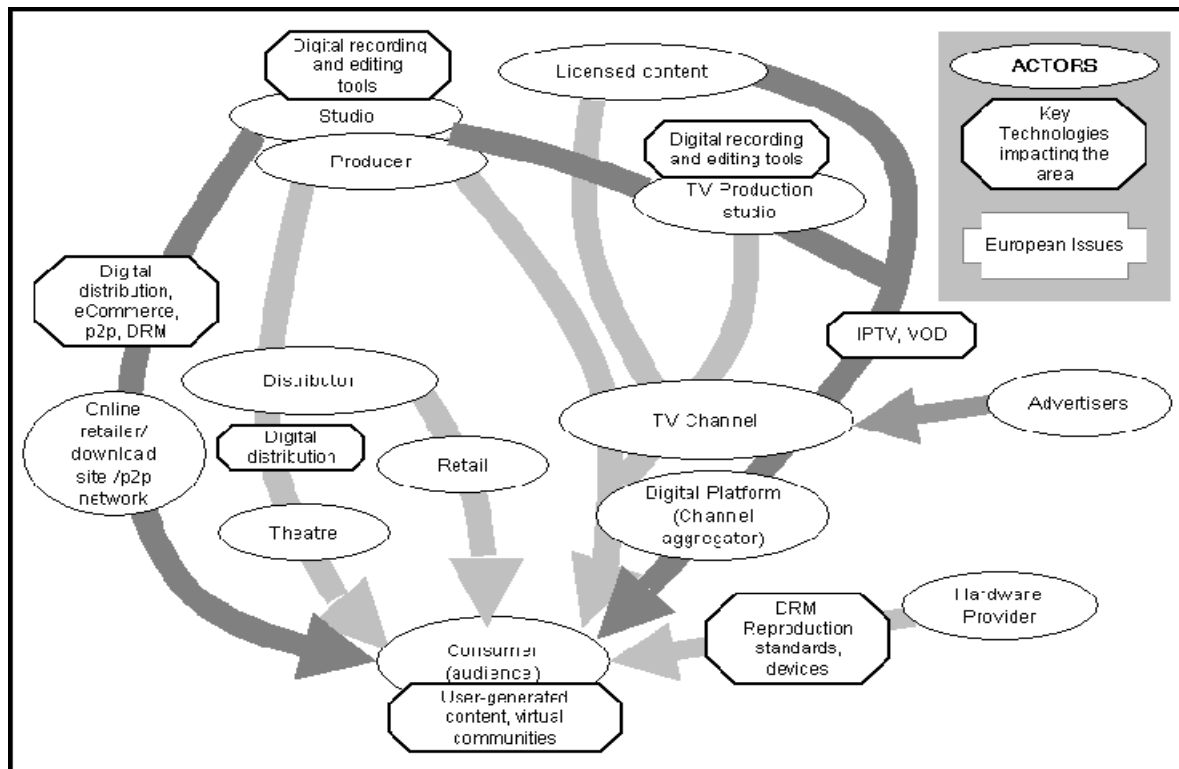 Digital recording
and editing
tools
Studio
Producer
Licensed content
Digital recording
and editing tools
TV Production
studio
ACTORS
Key
Technologies
impacting the
area
European Issues
Digital
distribution,
eCommerce,
p2p, DRM
IPTV, VOD
Distributor
TV Channel
Advertisers
Online
retailer/
download
site /p2p
network
Digital
distribution
Retail
Digital Platform
(Channel
aggregator)
Theatre
Hardware
Provider
DRM
Reproduction
standards,
devices
Consumer
(audience)
User-generated
content, virtual
communities